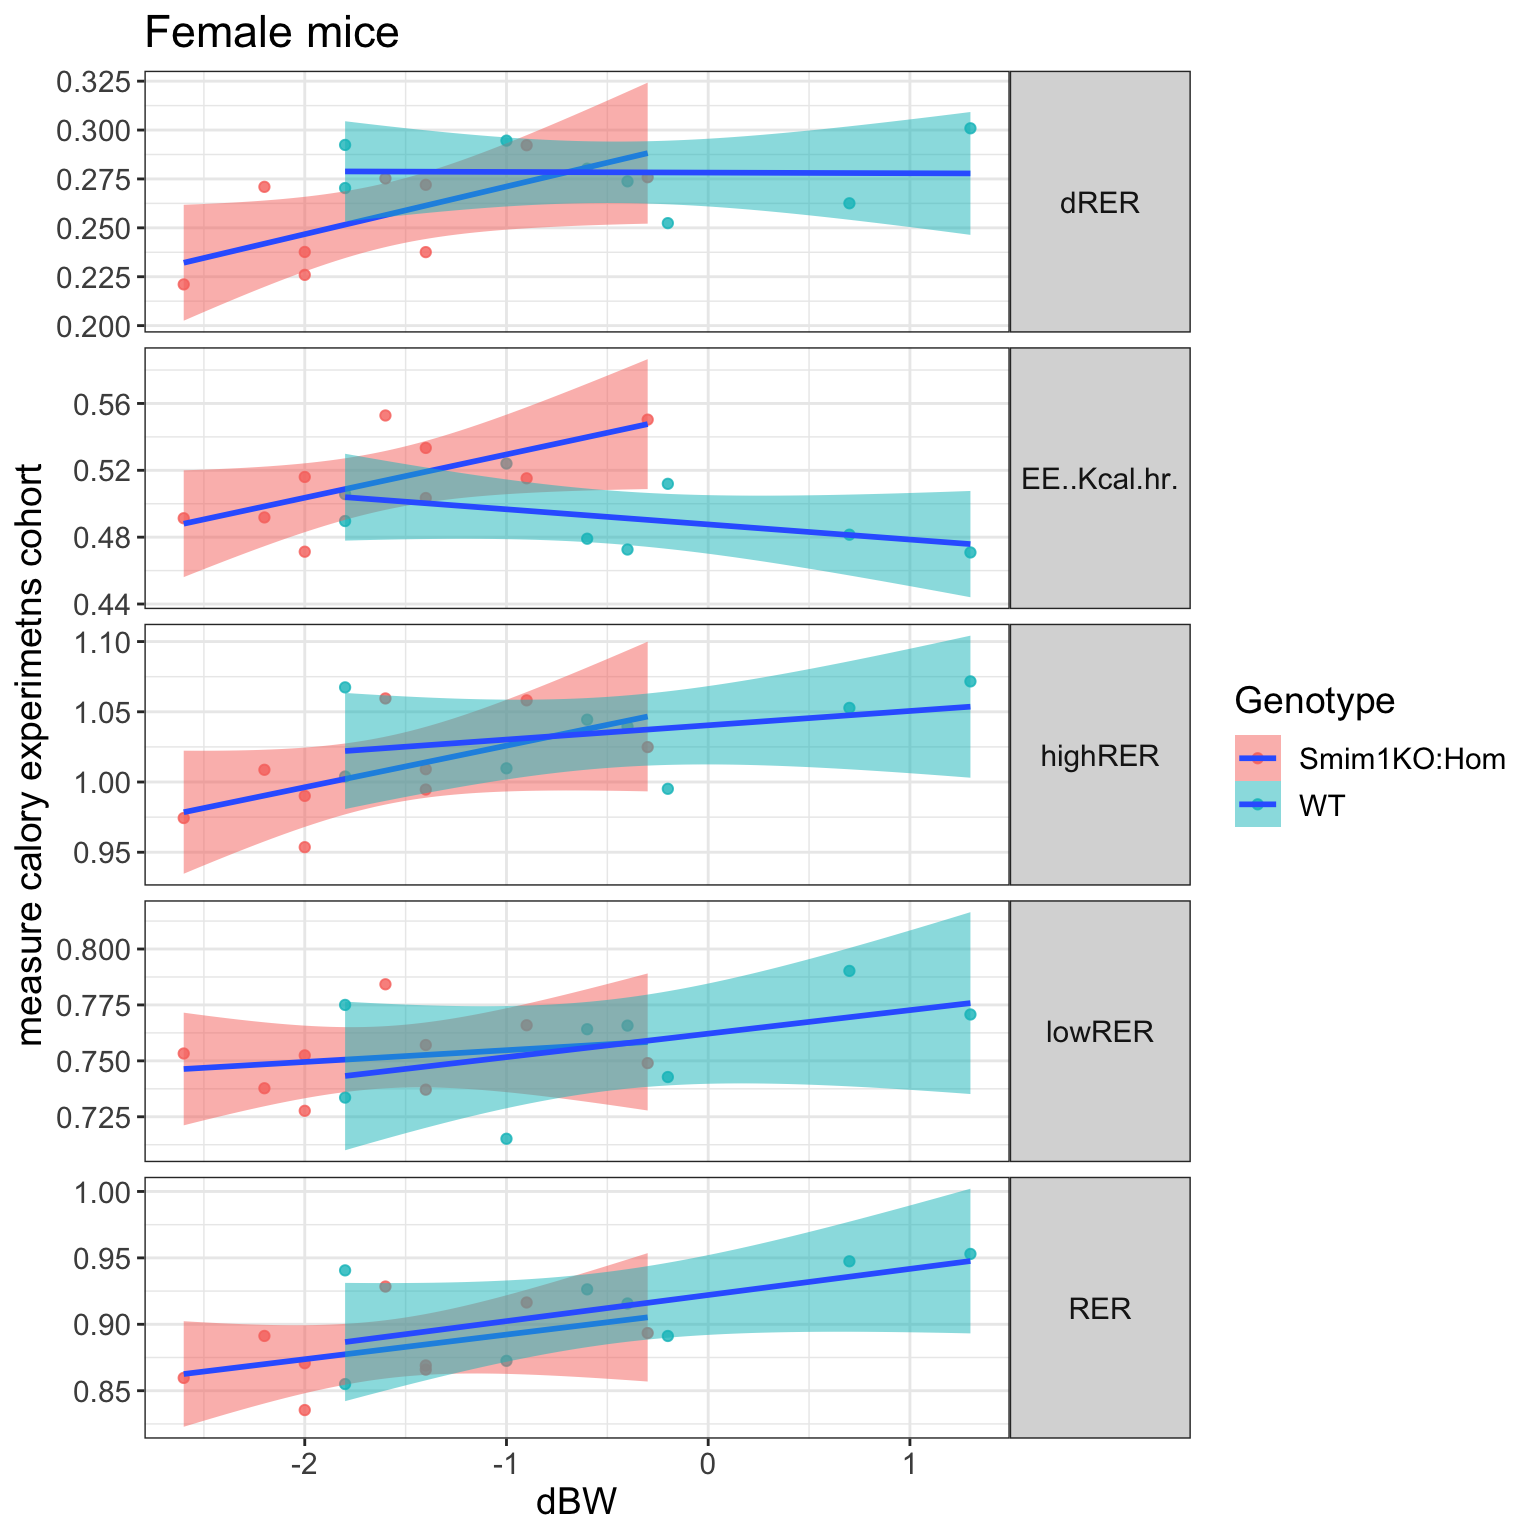 Female mice
measure calory experimetns cohort
0.325
0.300
0.275
0.250
0.225
0.200
dRER
0.56
0.52
0.48
0.44
EE..Kcal.hr.
1.10
1.05
1.00
0.95
highRER
0.800
0.775
0.750
0.725
lowRER
1.00
0.95
0.90
0.85
RER
-2 -1 0 1
dBW
Genotype
Smim1KO:Hom
WT